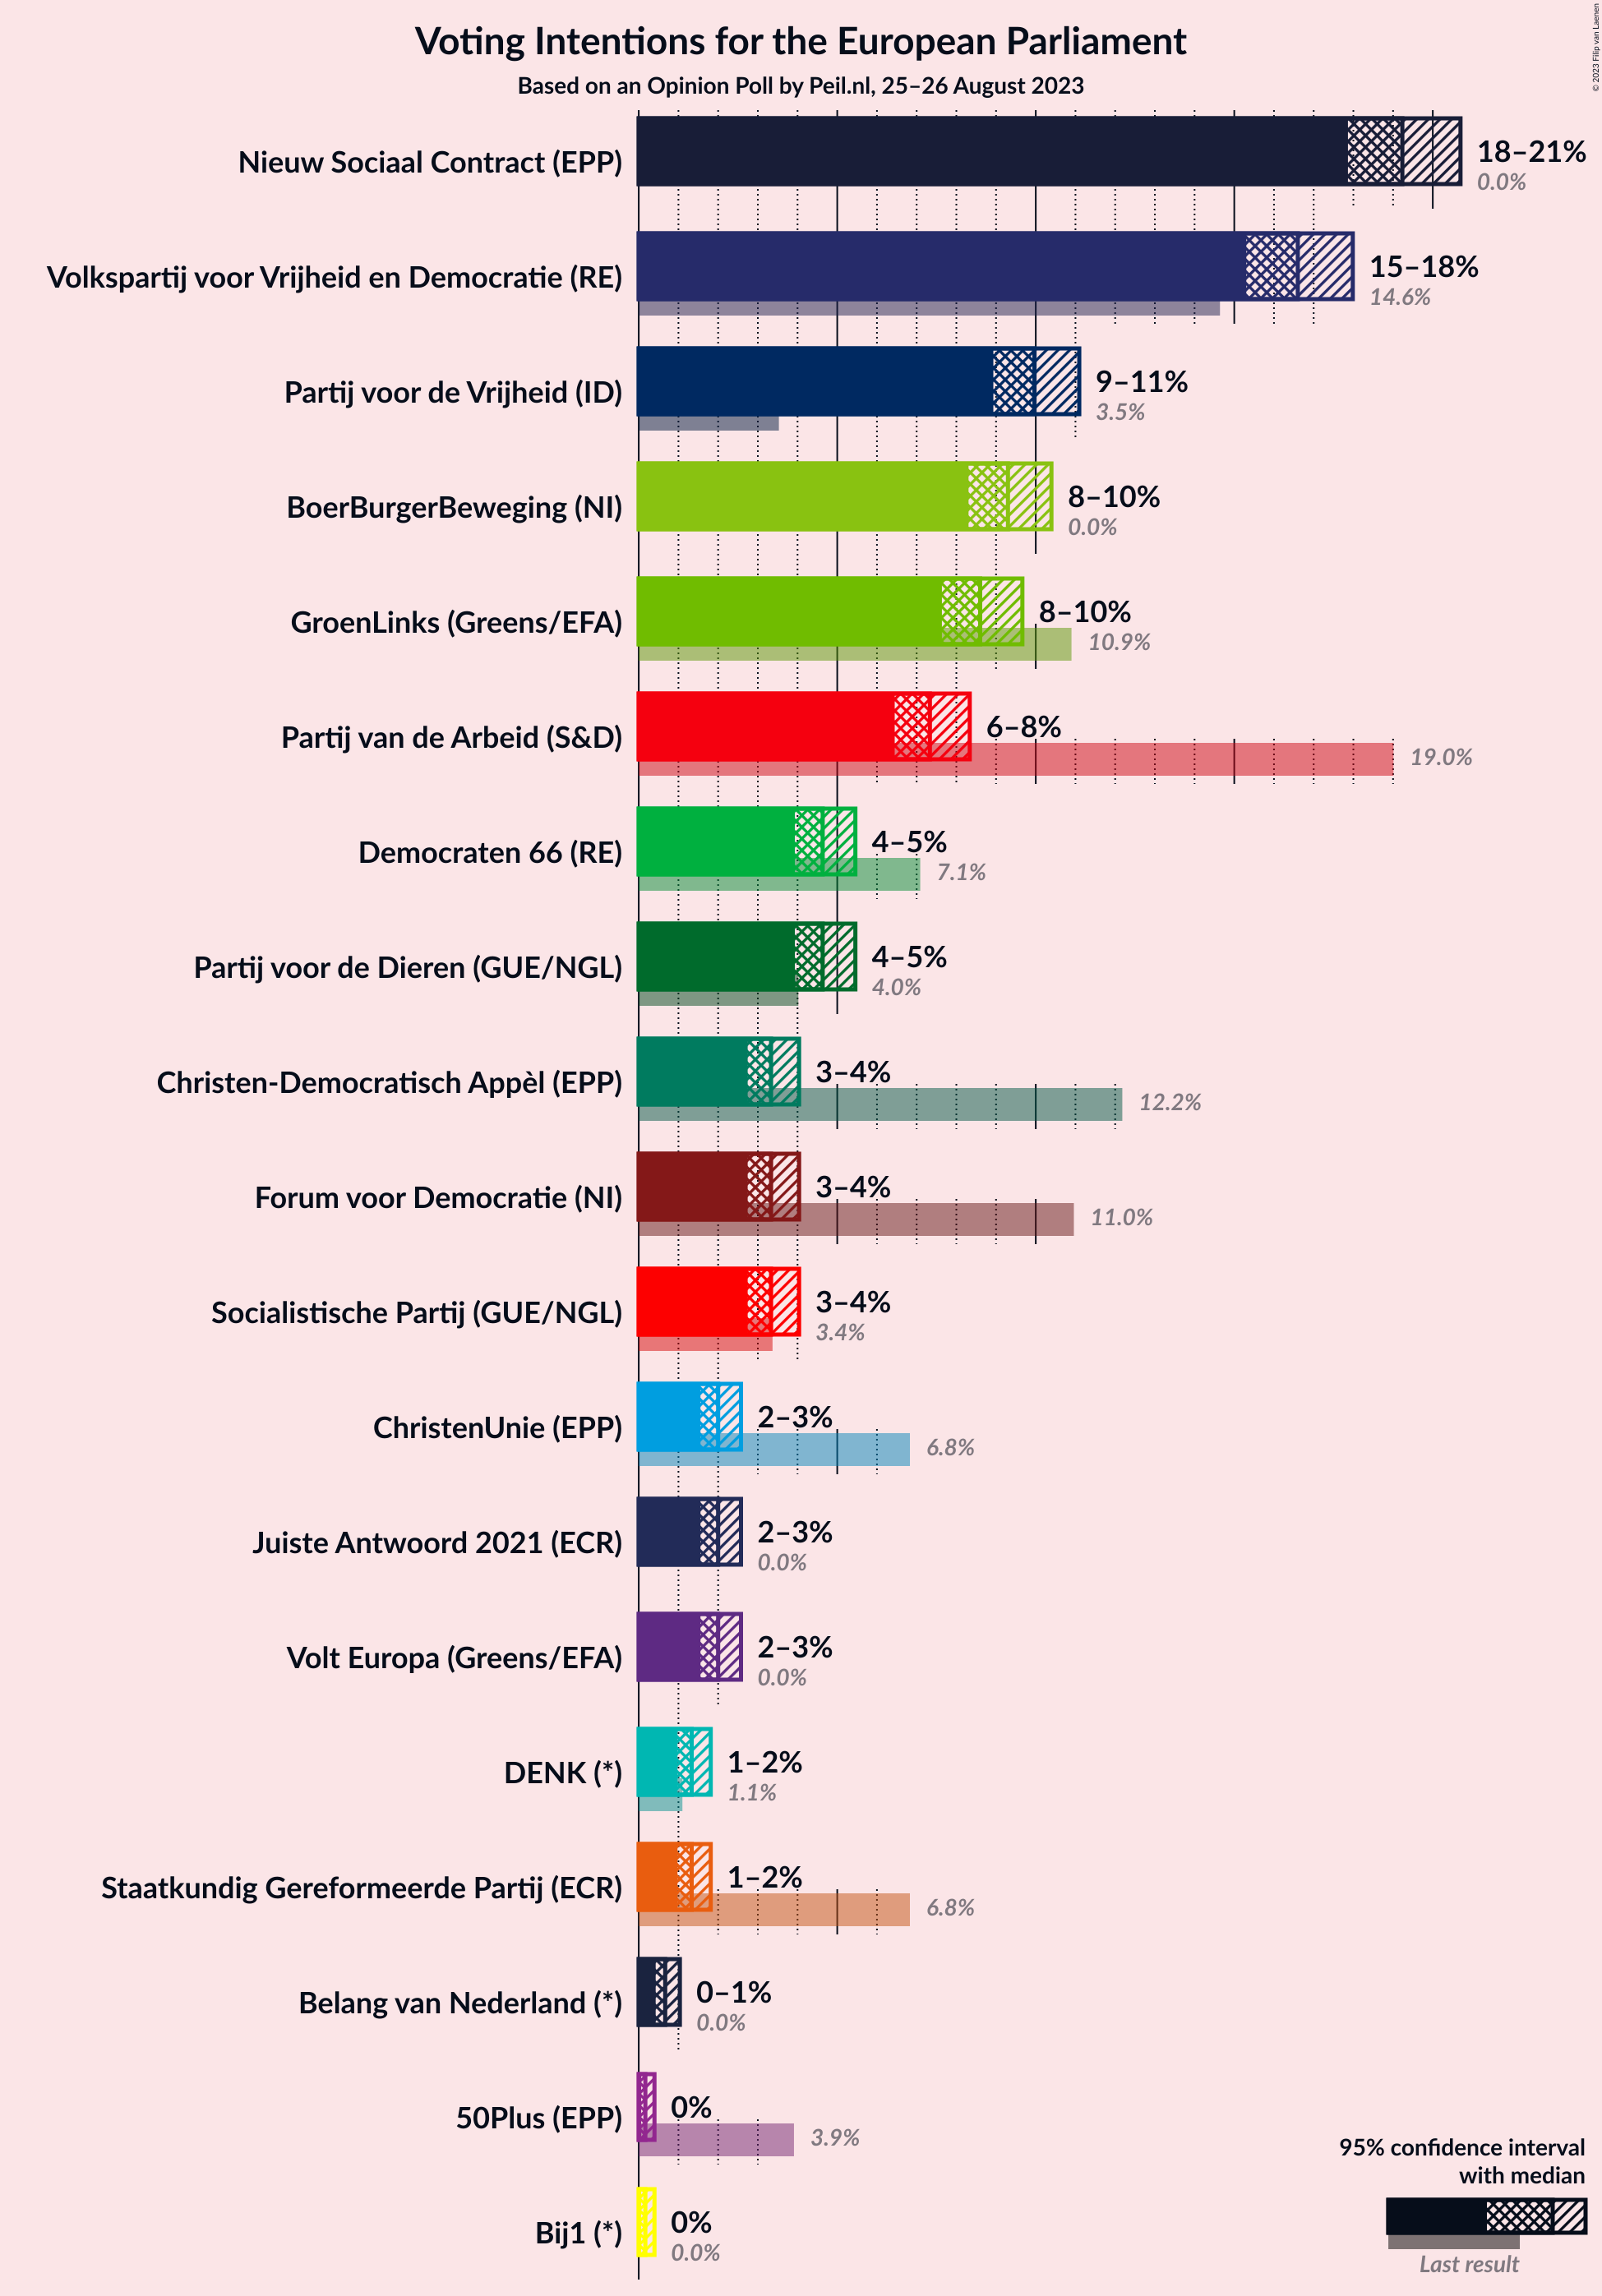 Voting Intentions for the European Parliament
Based on an Opinion Poll by Peil.nl, 25–26 August 2023
© 2023 Filip van Laenen
Nieuw Sociaal Contract (EPP)
18–21%
0.0%
Volkspartij voor Vrijheid en Democratie (RE)
15–18%
14.6%
Partij voor de Vrijheid (ID)
9–11%
3.5%
BoerBurgerBeweging (NI)
8–10%
0.0%
GroenLinks (Greens/EFA)
8–10%
10.9%
Partij van de Arbeid (S&D)
6–8%
19.0%
Democraten 66 (RE)
4–5%
7.1%
Partij voor de Dieren (GUE/NGL)
4–5%
4.0%
Christen-Democratisch Appèl (EPP)
3–4%
12.2%
Forum voor Democratie (NI)
3–4%
11.0%
Socialistische Partij (GUE/NGL)
3–4%
3.4%
ChristenUnie (EPP)
2–3%
6.8%
Juiste Antwoord 2021 (ECR)
2–3%
0.0%
Volt Europa (Greens/EFA)
2–3%
0.0%
DENK (*)
1–2%
1.1%
Staatkundig Gereformeerde Partij (ECR)
1–2%
6.8%
Belang van Nederland (*)
0–1%
0.0%
50Plus (EPP)
0%
3.9%
Bij1 (*)
0%
0.0%
95% confidence interval
with median
Last result